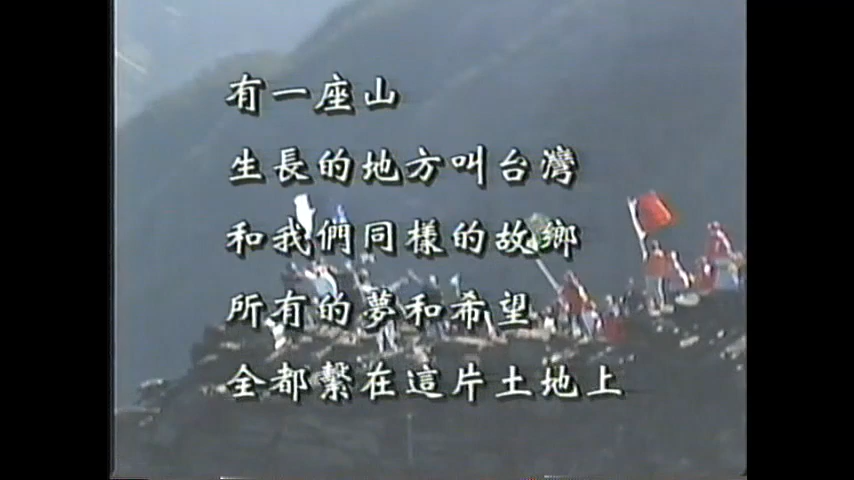 有一座山
生長的地方叫台灣
和我們同樣的故鄉
所有的夢和希望
全都繫在這片土地上